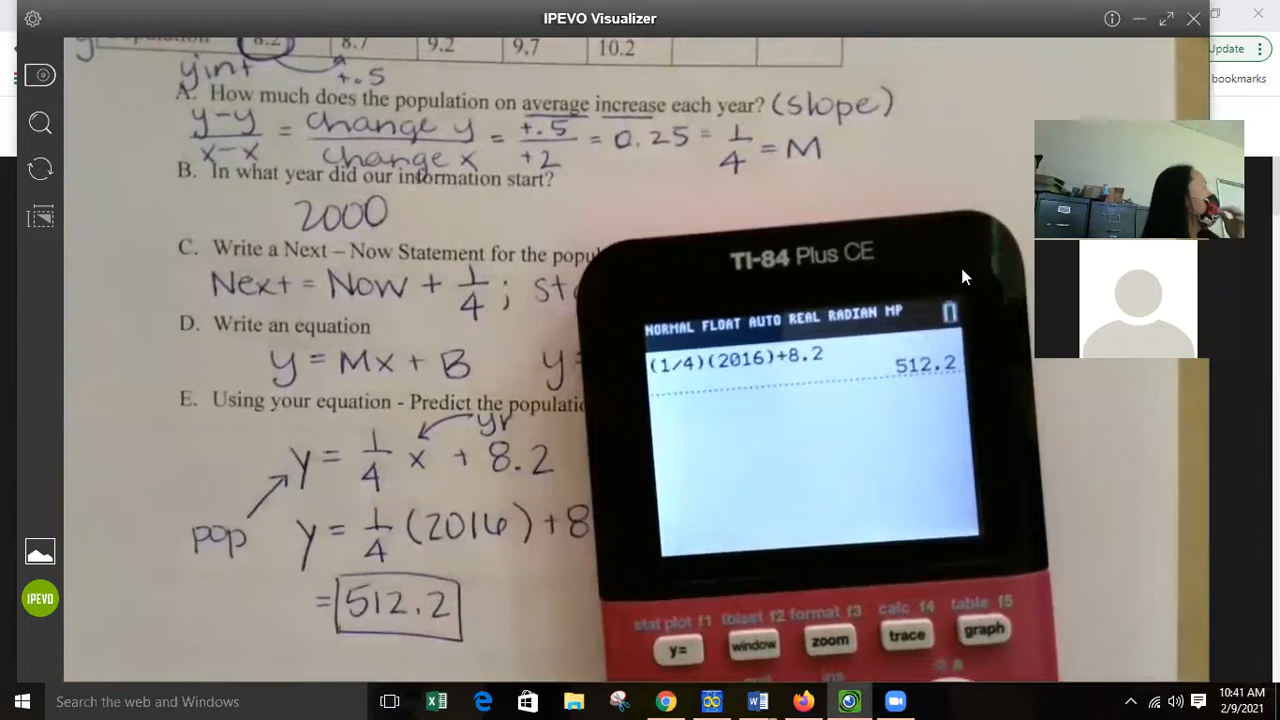 IPEVO Visualizer
8.2 8.7 9.2 9.7 10.2
yint +.5
A. How much does the population on average increase each year? (slope)
y-y / x-x = change y / change x = +.5 / +2 = 0.25 = 1/4 = M
B. In what year did our information start?
2000
C. Write a Next – Now Statement for the popu
Next = Now + 1/4 ; sta
D. Write an equation
y = Mx + B y =
E. Using your equation - Predict the populatio
yr
y = 1/4 x + 8.2
pop y = 1/4 (2016) + 8
= 512.2
TI-84 Plus CE
NORMAL FLOAT AUTO REAL RADIAN MP
(1/4)(2016)+8.2
512.2
stat plot f1 tblset f2 format f3 calc f4 table f5
y= window zoom trace graph
IPEVO
Update
bookmarks
Search the web and Windows
10:41 AM
2/9/2021